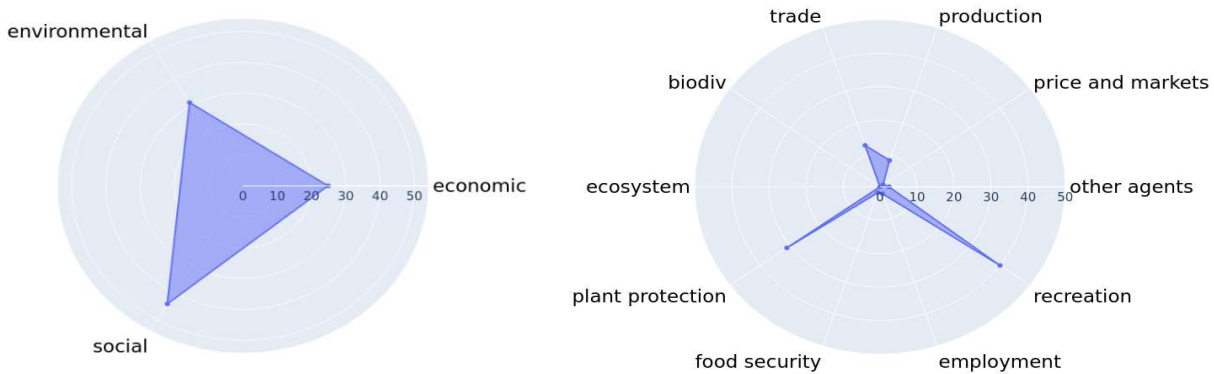 environmental
economic
social
0 10 20 30 40 50
trade
production
biodiv
price and markets
ecosystem
other agents
0 10 20 30 40 50
plant protection
recreation
food security
employment